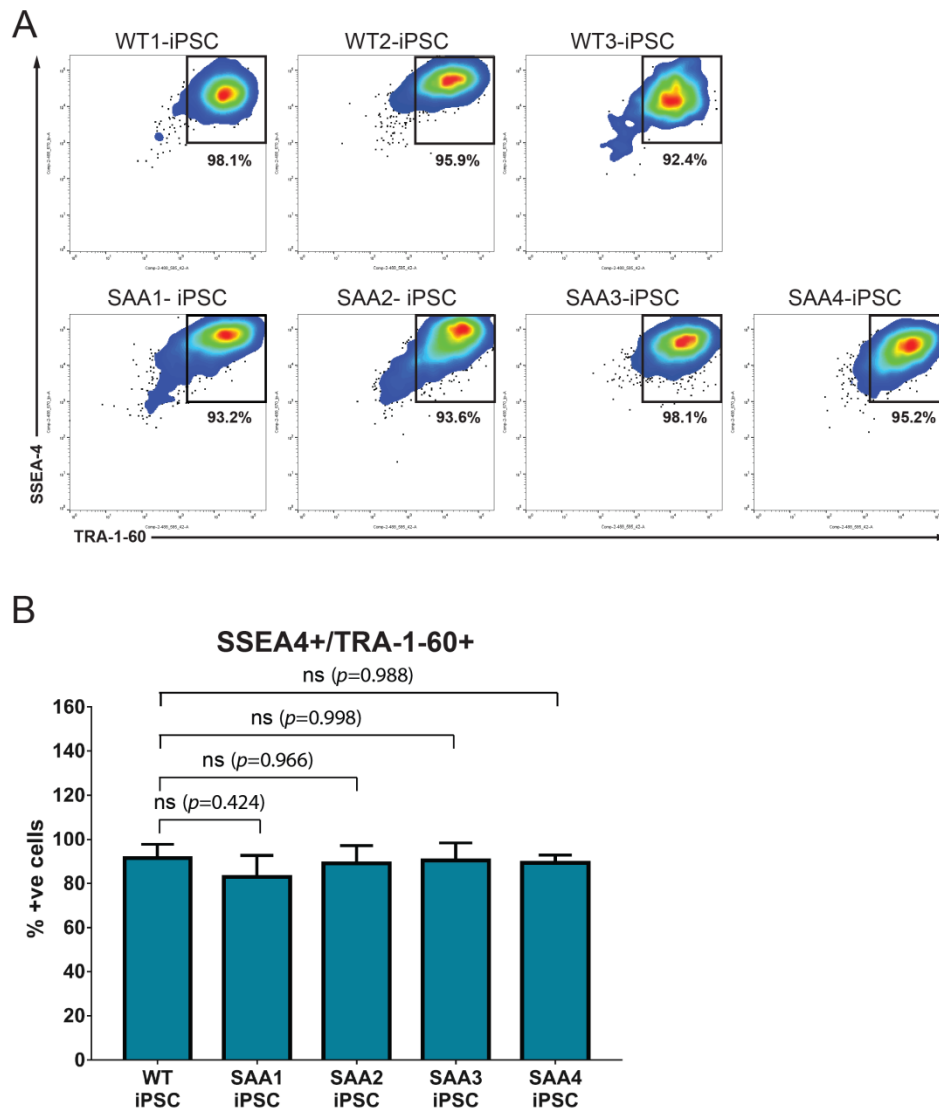 A
WT1-iPSC
WT2-iPSC
WT3-iPSC
98.1%
95.9%
92.4%
SAA1- iPSC
SAA2- iPSC
SAA3-iPSC
SAA4-iPSC
93.2%
93.6%
98.1%
95.2%
SSEA-4
TRA-1-60
B
SSEA4+/TRA-1-60+
ns (p=0.988)
ns (p=0.998)
ns (p=0.966)
ns (p=0.424)
% +ve cells
160
140
120
100
80
60
40
20
0
WT iPSC
SAA1 iPSC
SAA2 iPSC
SAA3 iPSC
SAA4 iPSC